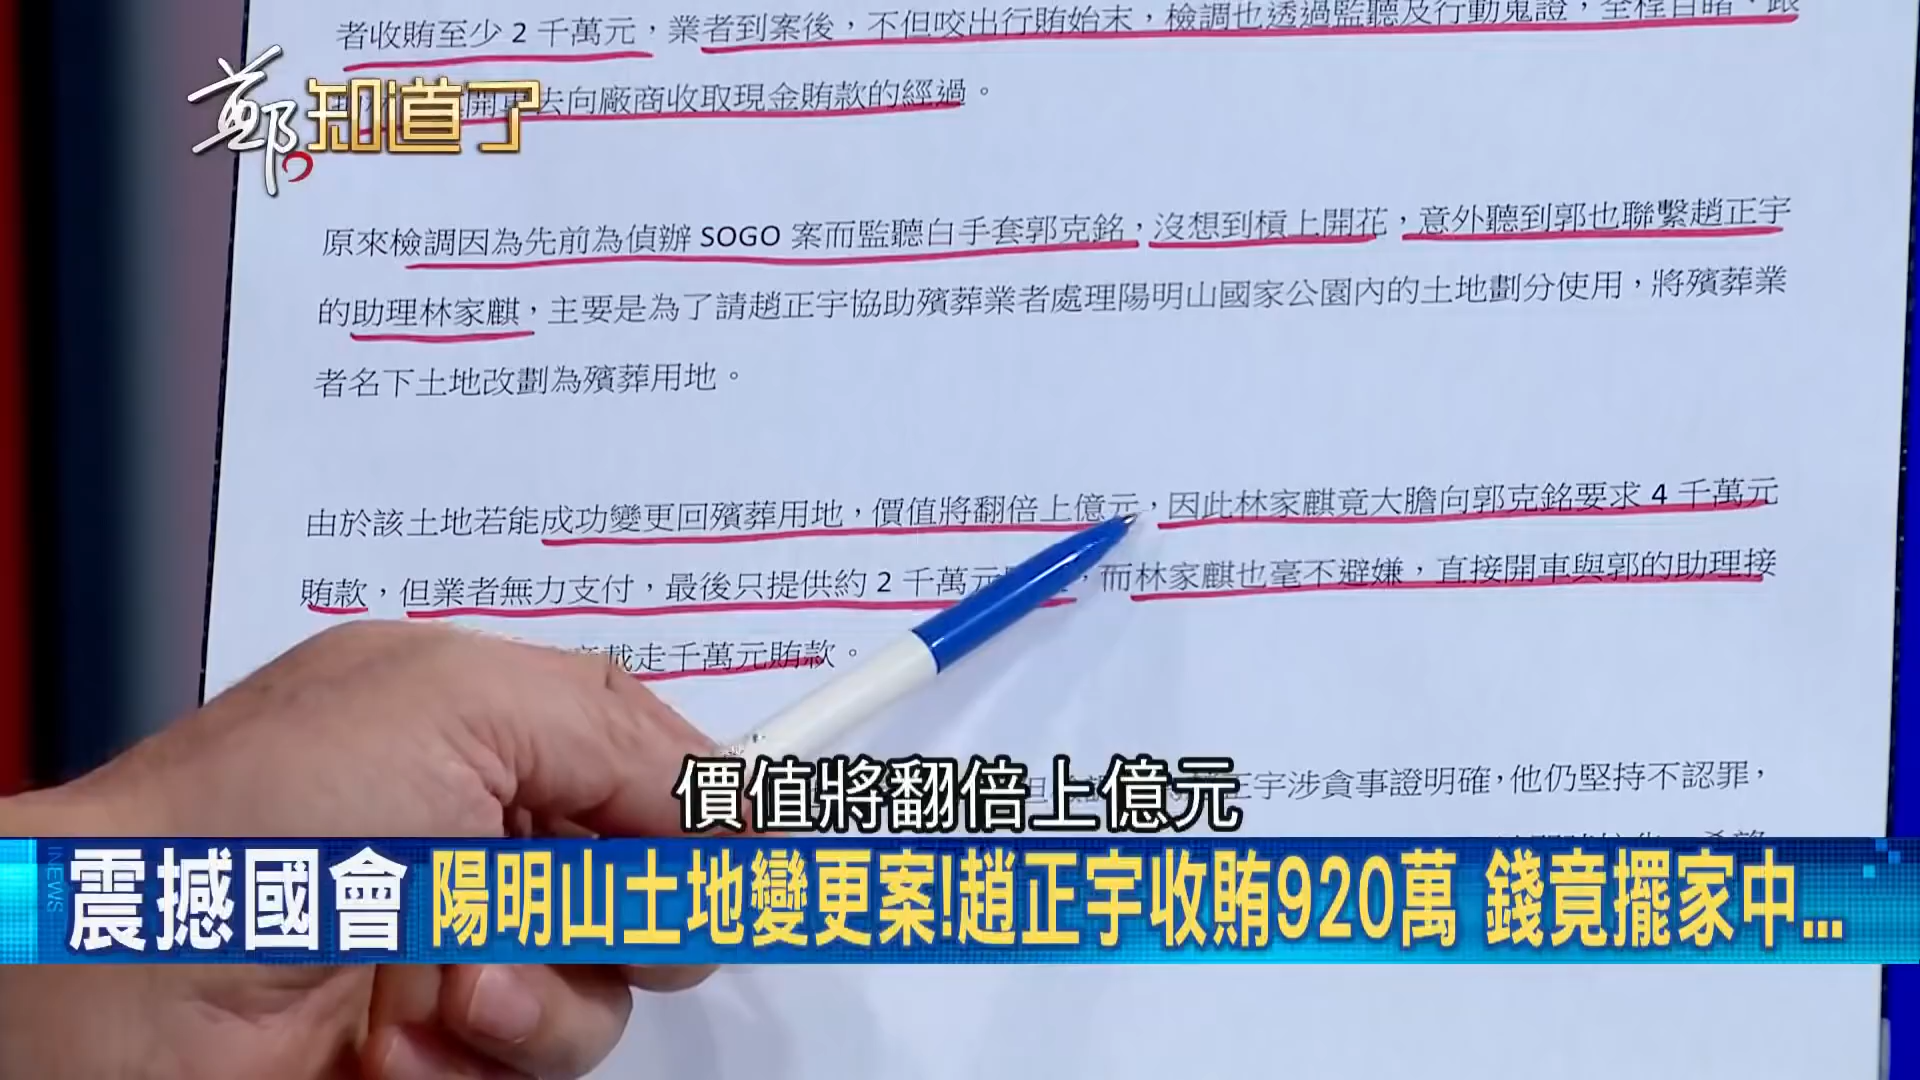 者收賄至少 2 千萬元，業者到案後，不但咬出行賄始末，檢調也透過監聽及行動蒐證，全程目睹、跟
鄭知道了
開車去向廠商收取現金賄款的經過。
原來檢調因為先前為偵辦 SOGO 案而監聽白手套郭克銘，沒想到槓上開花，意外聽到郭也聯繫趙正宇
的助理林家麒，主要是為了請趙正宇協助殯葬業者處理陽明山國家公園內的土地劃分使用，將殯葬業
者名下土地改劃為殯葬用地。
由於該土地若能成功變更回殯葬用地，價值將翻倍上億元，因此林家麒竟大膽向郭克銘要求 4 千萬元
賄款，但業者無力支付，最後只提供約 2 千萬元，而林家麒也毫不避嫌，直接開車與郭的助理接
載走千萬元賄款。
正宇涉貪事證明確，他仍堅持不認罪，
價值將翻倍上億元
INEWS
震撼國會
陽明山土地變更案!趙正宇收賄920萬 錢竟擺家中...